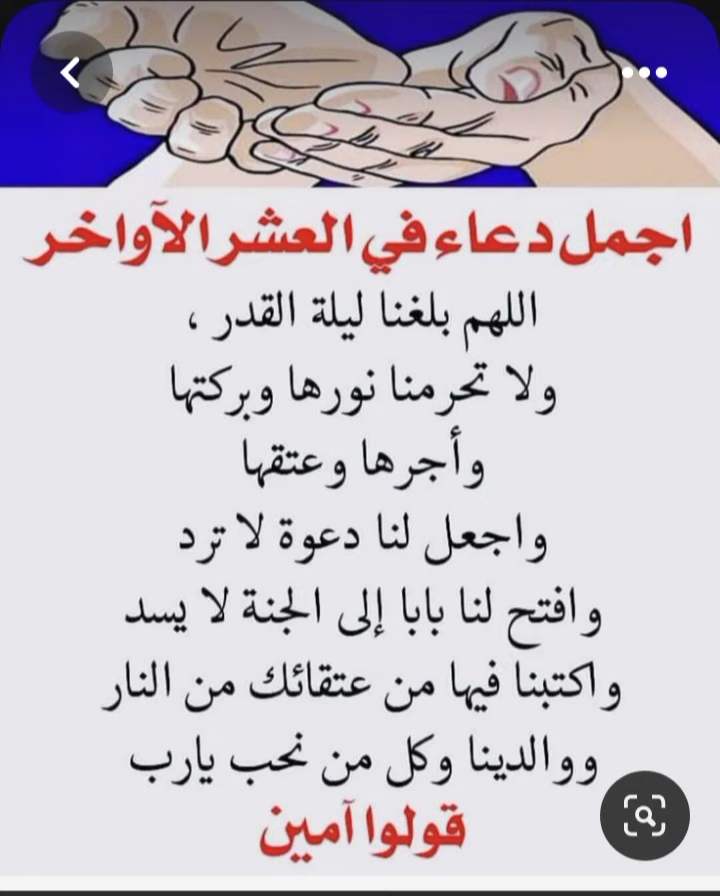 اجمل دعاء في العشر الآواخر
اللهم بلغنا ليلة القدر ،
ولا تحرمنا نورها وبركتها
وأجرها وعتقها
واجعل لنا دعوة لا ترد
وافتح لنا بابا إلى الجنة لا يسد
واكتبنا فيها من عتقائك من النار
ووالدينا وكل من نحب يارب
قولوا آمين